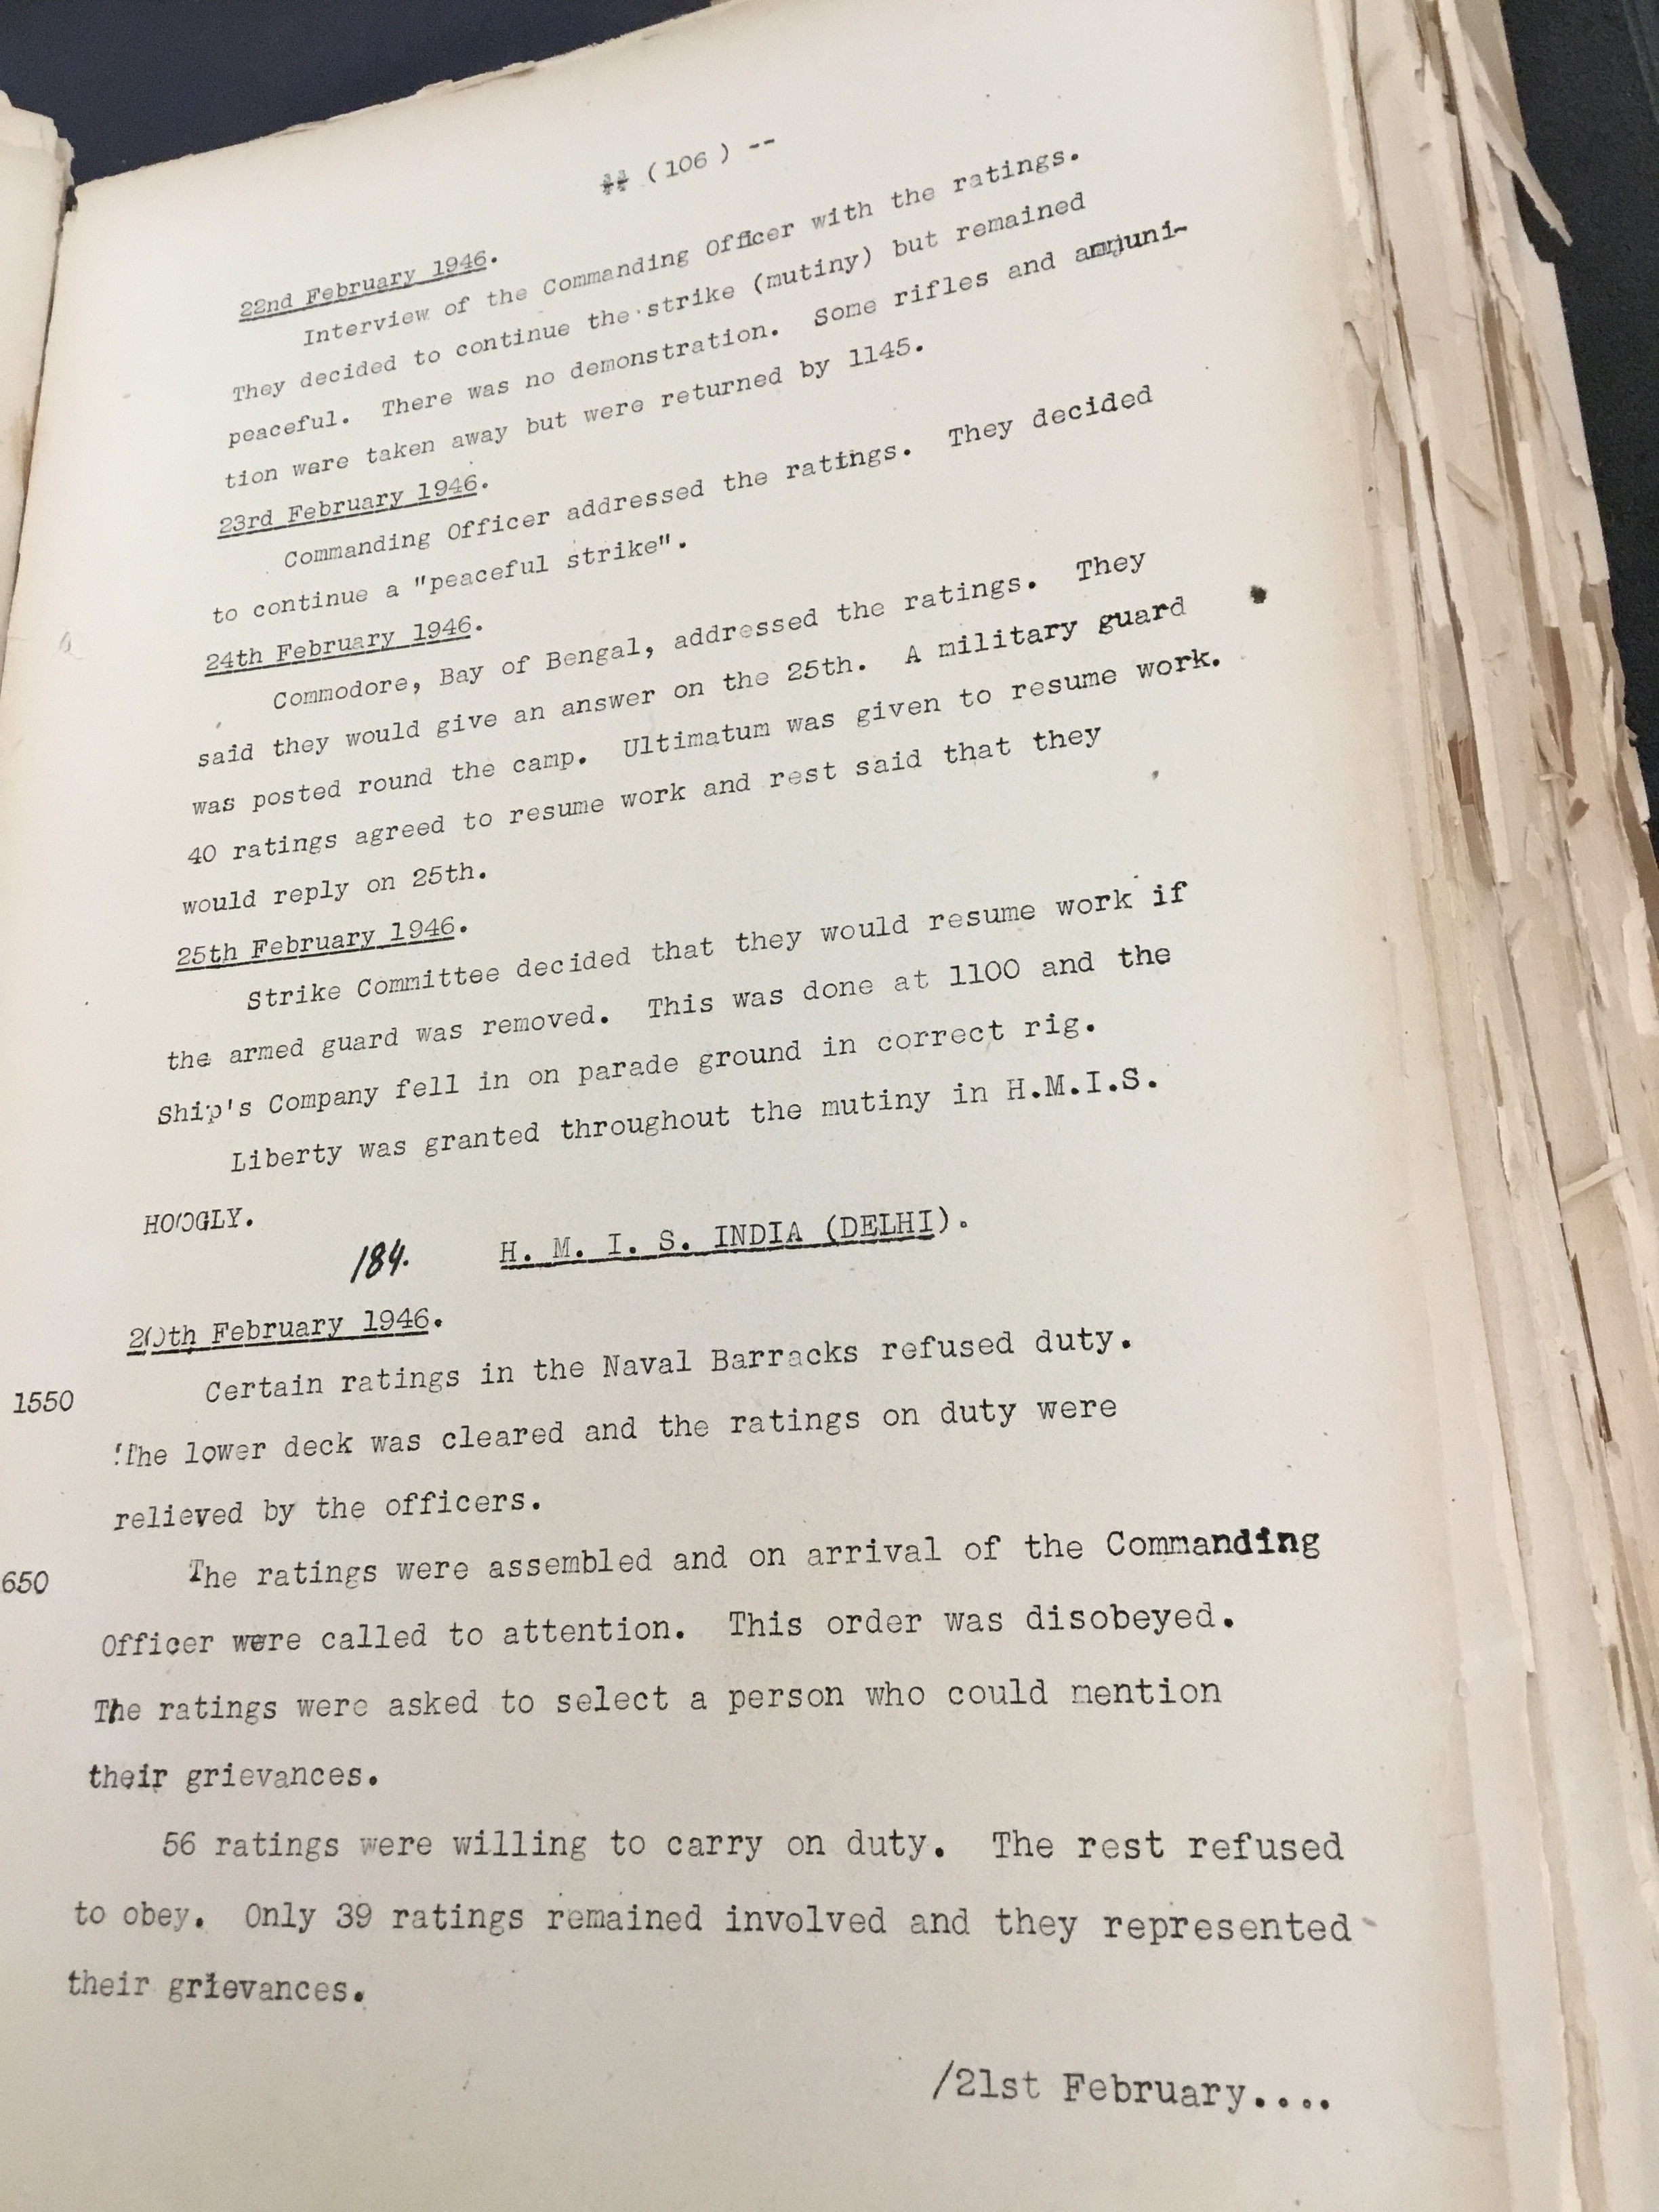 -- (106) --
22nd February 1946.
Interview of the Commanding Officer with the ratings.
They decided to continue the strike (mutiny) but remained
peaceful. There was no demonstration. Some rifles and ammuni-
tion ware taken away but were returned by 1145.
23rd February 1946.
Commanding Officer addressed the ratings. They decided
to continue a "peaceful strike".
24th February 1946.
Commodore, Bay of Bengal, addressed the ratings. They
said they would give an answer on the 25th. A military guard
was posted round the camp. Ultimatum was given to resume work.
40 ratings agreed to resume work and rest said that they
would reply on 25th.
25th February 1946.
Strike Committee decided that they would resume work if
the armed guard was removed. This was done at 1100 and the
Ship's Company fell in on parade ground in correct rig.
Liberty was granted throughout the mutiny in H.M.I.S.
HOOGLY.
184. H. M. I. S. INDIA (DELHI).
20th February 1946.
1550 Certain ratings in the Naval Barracks refused duty.
The lower deck was cleared and the ratings on duty were
relieved by the officers.
650 The ratings were assembled and on arrival of the Commanding
Officer were called to attention. This order was disobeyed.
The ratings were asked to select a person who could mention
their grievances.
56 ratings were willing to carry on duty. The rest refused
to obey. Only 39 ratings remained involved and they represented
their grievances.
/21st February....